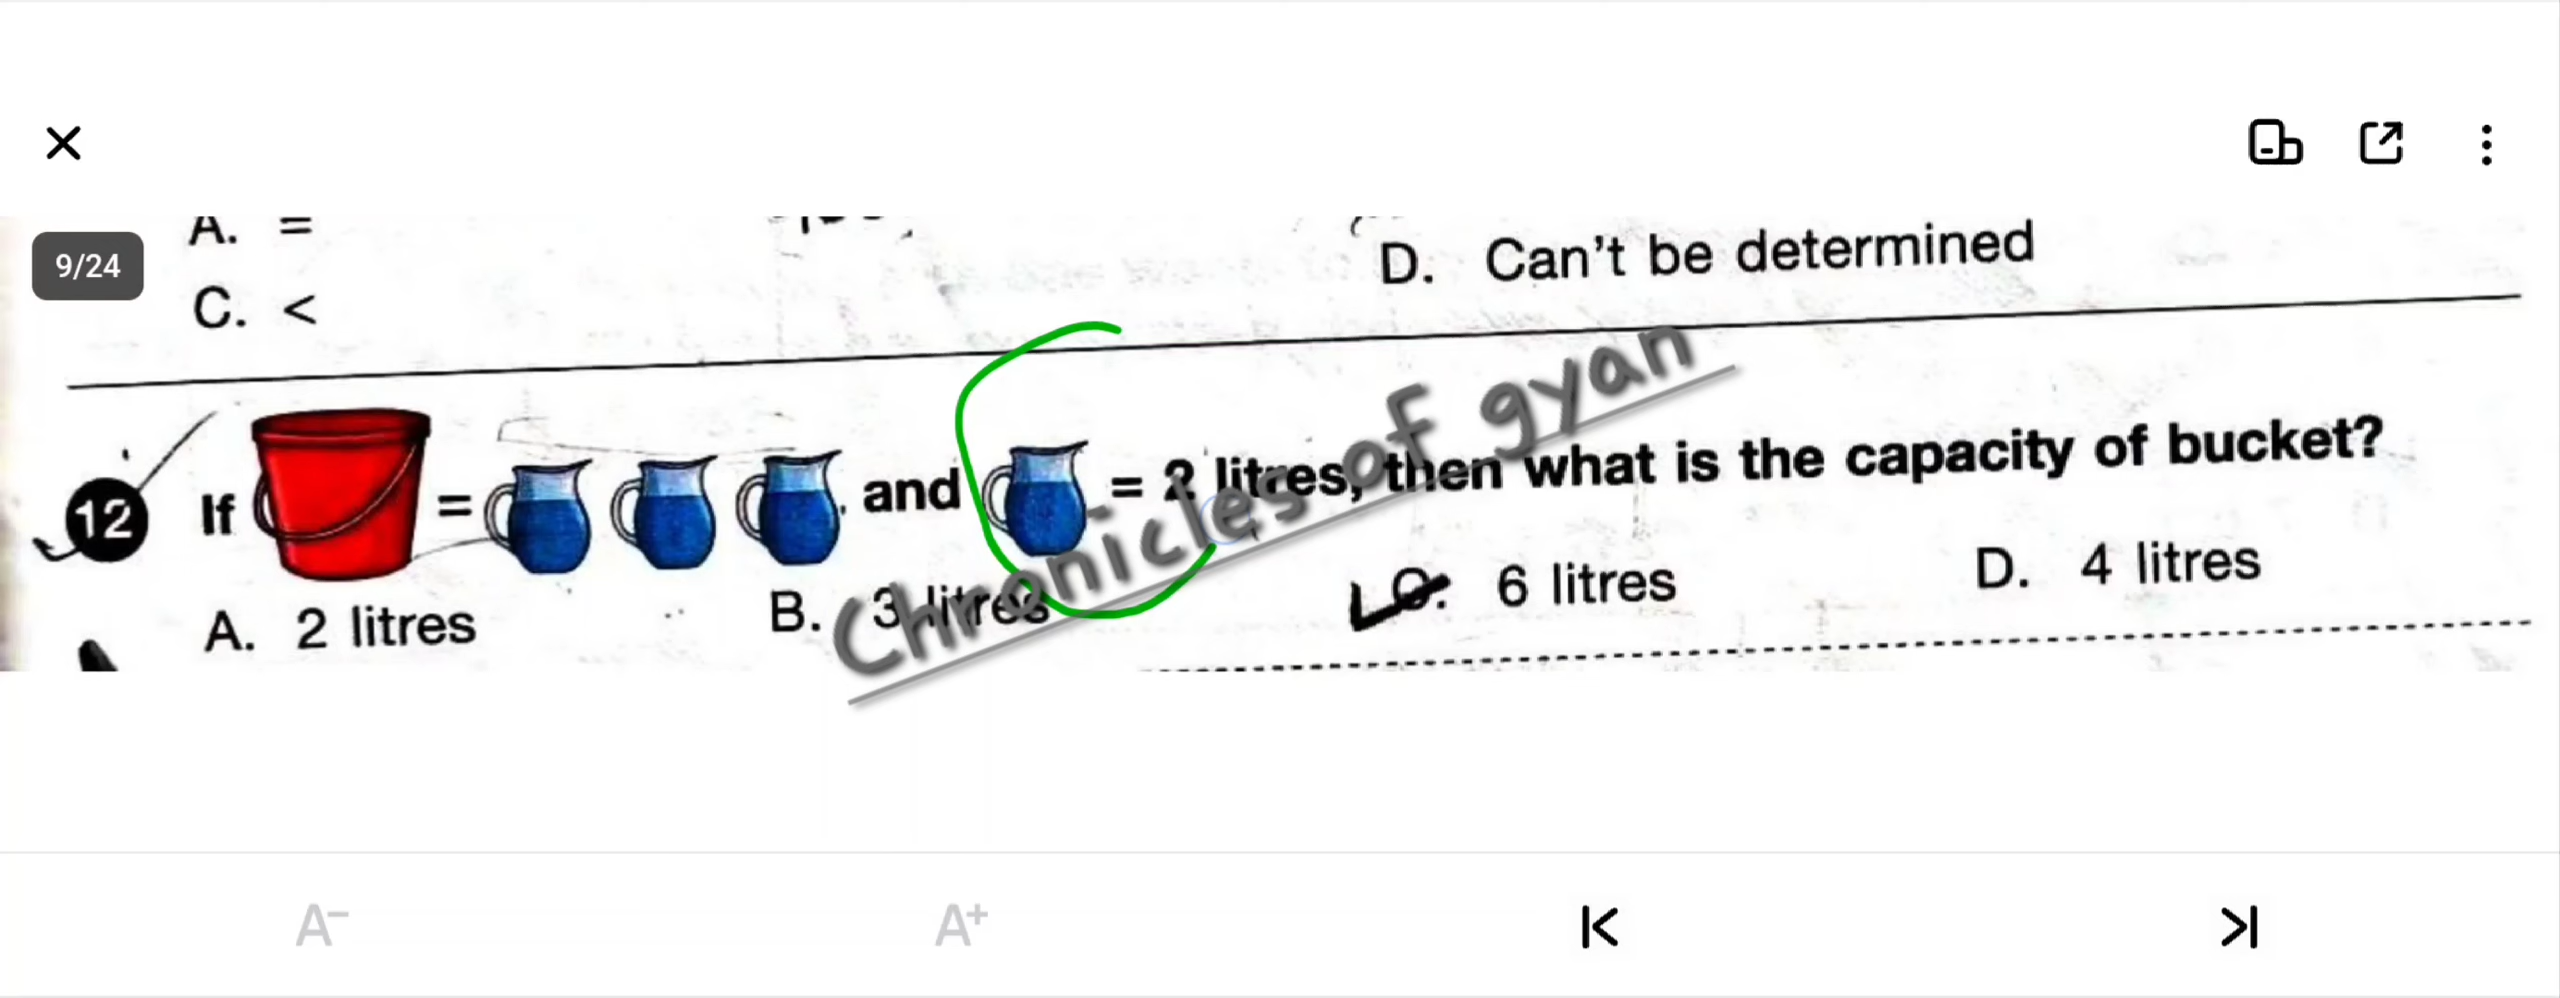 9/24
A. =
D. Can't be determined
C. <
12 If = and = 2 litres, then what is the capacity of bucket?
A. 2 litres B. 3 litres C. 6 litres D. 4 litres
Chronicles of gyan
A- A+